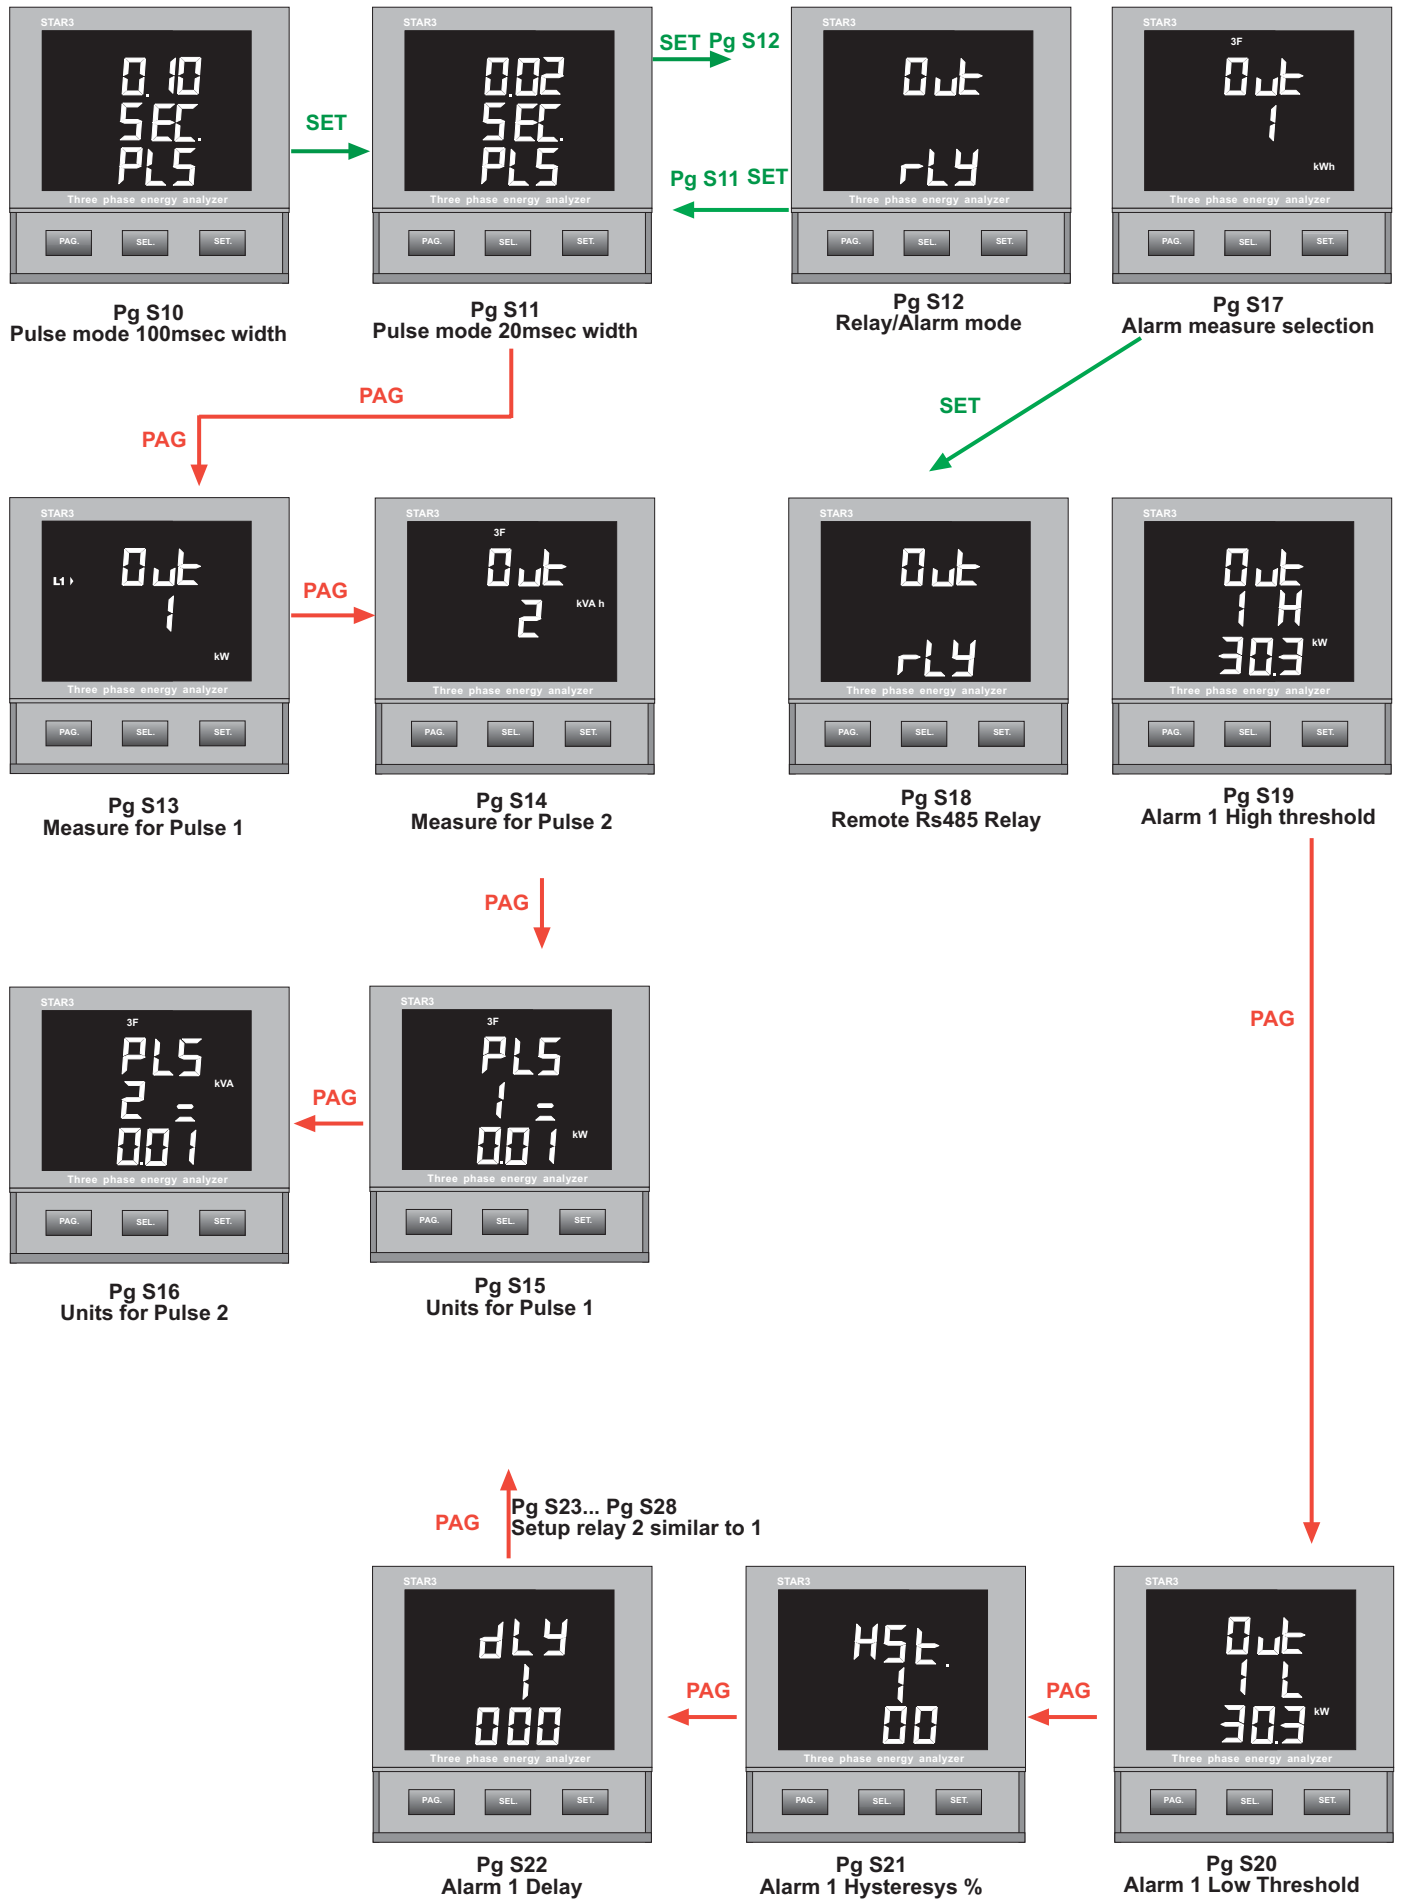 STAR3
0.10
SEC.
PLS
Three phase energy analyzer
PAG.
SEL.
SET.
Pg S10
Pulse mode 100msec width
SET
STAR3
0.02
SEC.
PLS
Three phase energy analyzer
PAG.
SEL.
SET.
Pg S11
Pulse mode 20msec width
SET Pg S12
Pg S11 SET
STAR3
Out
rLY
Three phase energy analyzer
PAG.
SEL.
SET.
Pg S12
Relay/Alarm mode
STAR3
3F
Out
1
kWh
Three phase energy analyzer
PAG.
SEL.
SET.
Pg S17
Alarm measure selection
PAG
PAG
SET
STAR3
L1
Out
1
kW
Three phase energy analyzer
PAG.
SEL.
SET.
Pg S13
Measure for Pulse 1
PAG
STAR3
3F
Out
2
kVA h
Three phase energy analyzer
PAG.
SEL.
SET.
Pg S14
Measure for Pulse 2
STAR3
Out
rLY
Three phase energy analyzer
PAG.
SEL.
SET.
Pg S18
Remote Rs485 Relay
STAR3
Out
1 H
30.3 kW
Three phase energy analyzer
PAG.
SEL.
SET.
Pg S19
Alarm 1 High threshold
PAG
PAG
STAR3
3F
PLS
kVA
2 =
0.01
Three phase energy analyzer
PAG.
SEL.
SET.
Pg S16
Units for Pulse 2
PAG
STAR3
3F
PLS
1 =
0.01 kW
Three phase energy analyzer
PAG.
SEL.
SET.
Pg S15
Units for Pulse 1
PAG
Pg S23... Pg S28
Setup relay 2 similar to 1
STAR3
dLY
1
000
Three phase energy analyzer
PAG.
SEL.
SET.
Pg S22
Alarm 1 Delay
PAG
STAR3
HSt.
1
00
Three phase energy analyzer
PAG.
SEL.
SET.
Pg S21
Alarm 1 Hysteresys %
PAG
STAR3
Out
1 L
30.3 kW
Three phase energy analyzer
PAG.
SEL.
SET.
Pg S20
Alarm 1 Low Threshold